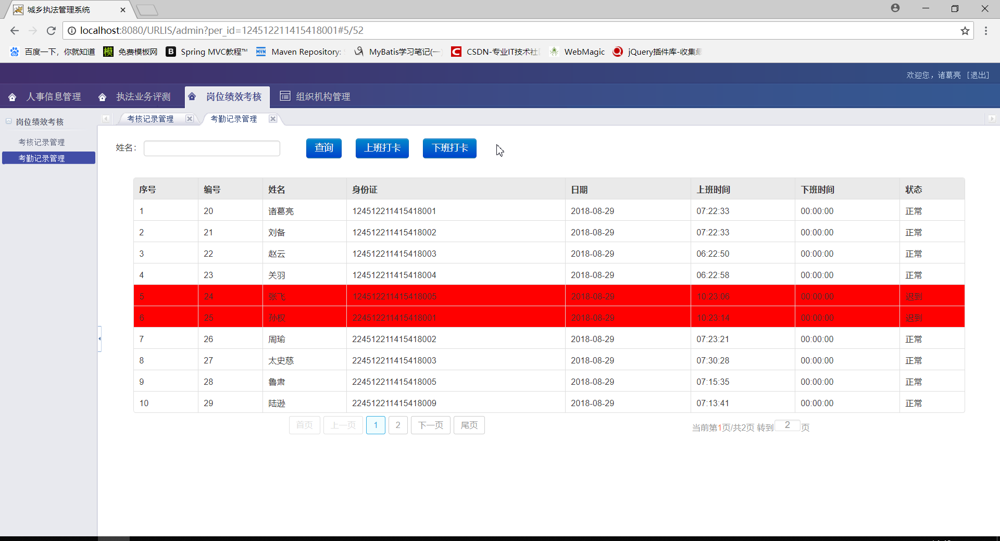 城乡执法管理系统
localhost:8080/URLIS/admin?per_id=124512211415418001#5/52
百度一下，你就知道 免费模板网 Spring MVC教程™ Maven Repository: MyBatis学习笔记(一) CSDN-专业IT技术社 WebMagic jQuery插件库-收集最
欢迎您，诸葛亮 [退出]
人事信息管理 执法业务评测 岗位绩效考核 组织机构管理
岗位绩效考核
考核记录管理
考勤记录管理
考核记录管理 考勤记录管理
姓名： 查询 上班打卡 下班打卡
序号 编号 姓名 身份证 日期 上班时间 下班时间 状态
1 20 诸葛亮 124512211415418001 2018-08-29 07:22:33 00:00:00 正常
2 21 刘备 124512211415418002 2018-08-29 07:22:33 00:00:00 正常
3 22 赵云 124512211415418003 2018-08-29 06:22:50 00:00:00 正常
4 23 关羽 124512211415418004 2018-08-29 06:22:58 00:00:00 正常
5 24 张飞 124512211415418005 2018-08-29 10:23:06 00:00:00 迟到
6 25 孙权 224512211415418001 2018-08-29 10:23:14 00:00:00 迟到
7 26 周瑜 224512211415418002 2018-08-29 07:23:21 00:00:00 正常
8 27 太史慈 224512211415418003 2018-08-29 07:30:28 00:00:00 正常
9 28 鲁肃 224512211415418005 2018-08-29 07:15:35 00:00:00 正常
10 29 陆逊 224512211415418009 2018-08-29 07:13:41 00:00:00 正常
首页 上一页 1 2 下一页 尾页 当前第1页/共2页 转到 2 页